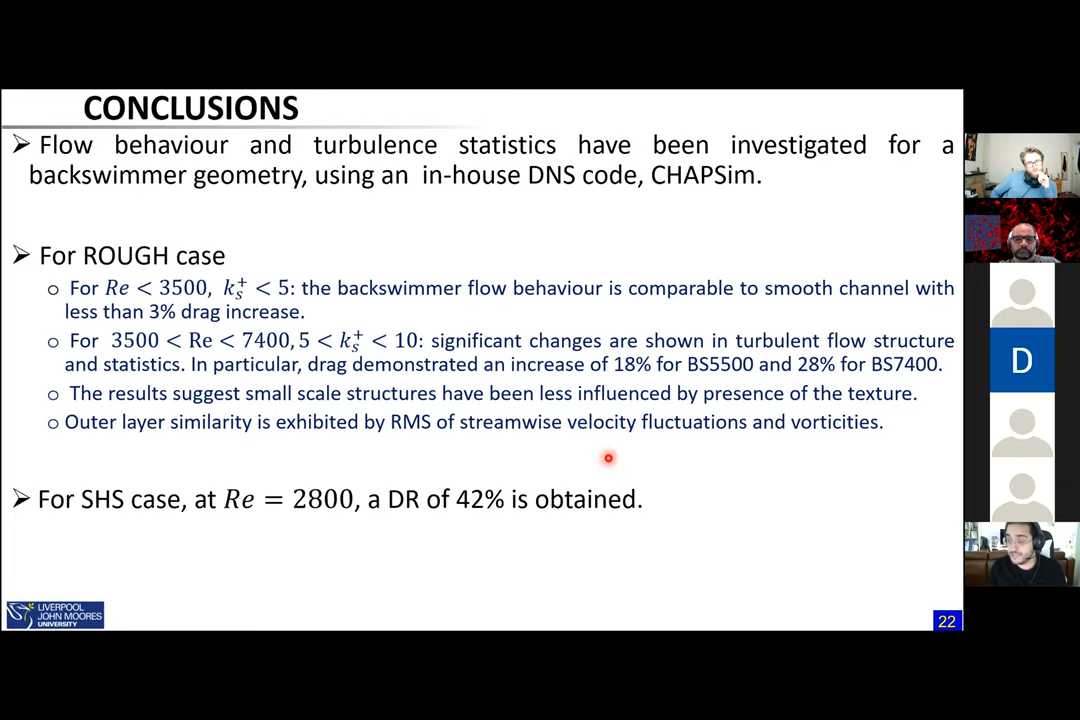 CONCLUSIONS
➢ Flow behaviour and turbulence statistics have been investigated for a
backswimmer geometry, using an in-house DNS code, CHAPSim.
➢ For ROUGH case
o For Re < 3500, k_s^+ < 5: the backswimmer flow behaviour is comparable to smooth channel with
less than 3% drag increase.
o For 3500 < Re < 7400, 5 < k_s^+ < 10: significant changes are shown in turbulent flow structure
and statistics. In particular, drag demonstrated an increase of 18% for BS5500 and 28% for BS7400.
o The results suggest small scale structures have been less influenced by presence of the texture.
o Outer layer similarity is exhibited by RMS of streamwise velocity fluctuations and vorticities.
➢ For SHS case, at Re = 2800, a DR of 42% is obtained.
D
LIVERPOOL
JOHN MOORES
UNIVERSITY
22